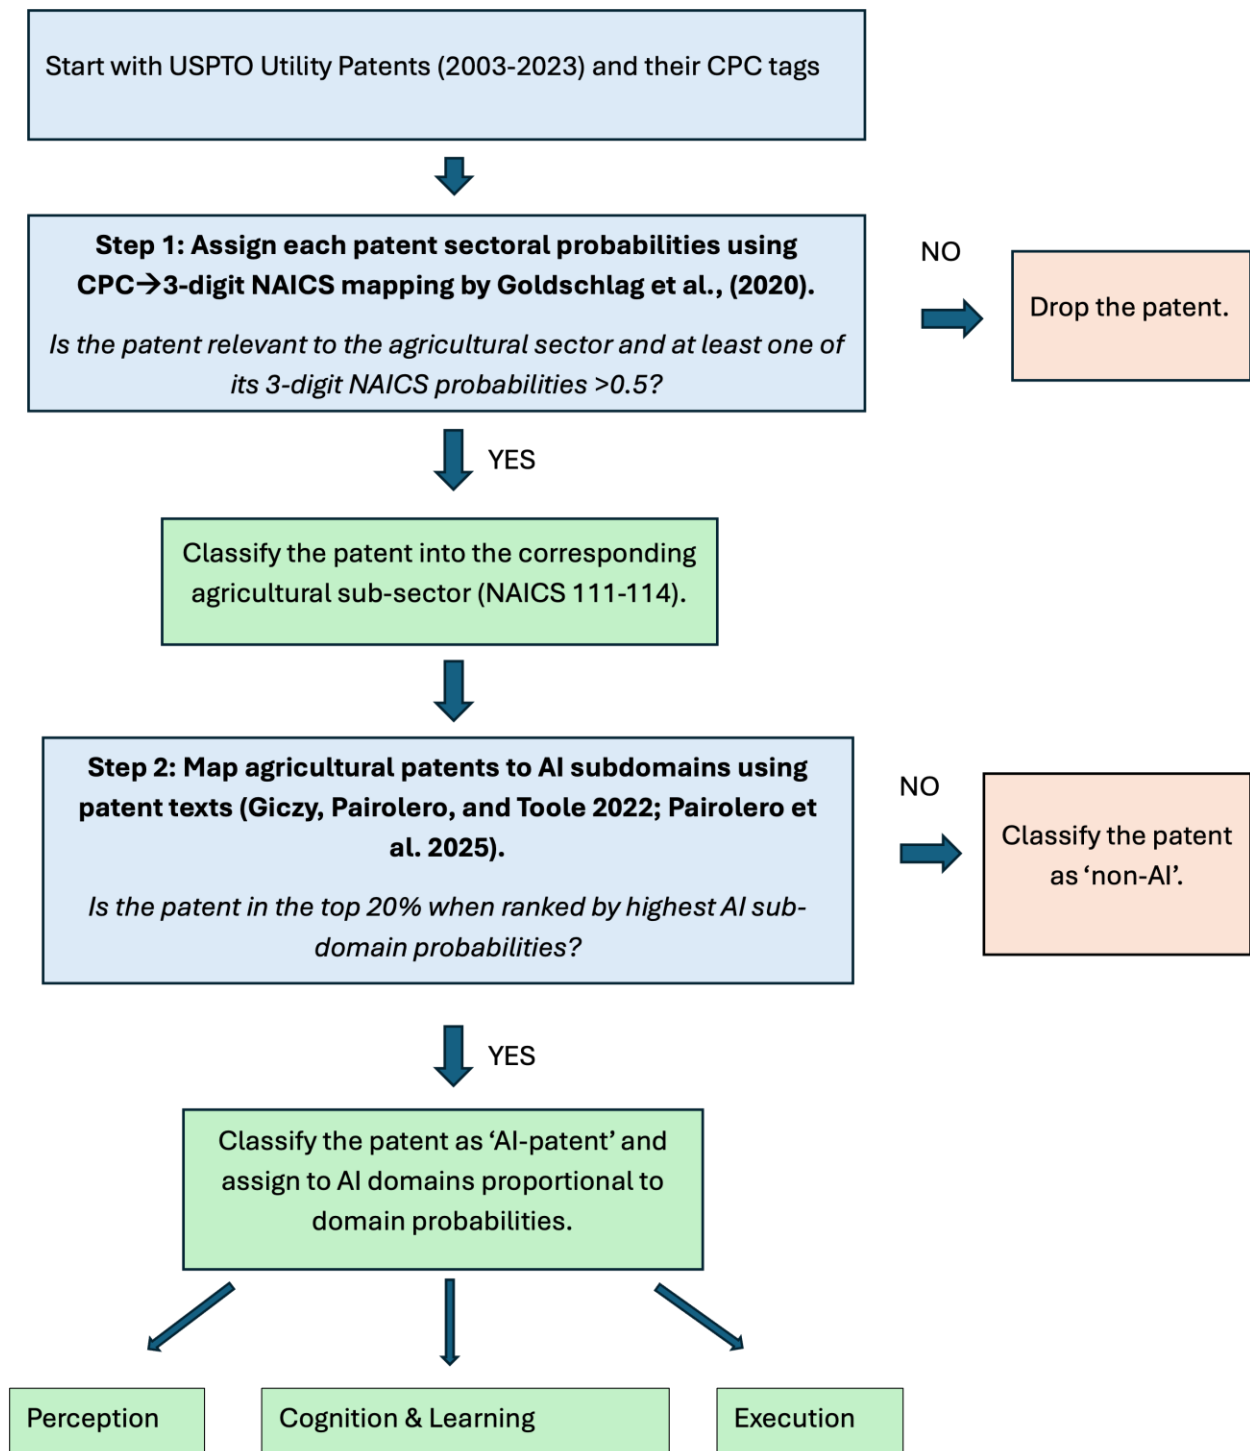 Start with USPTO Utility Patents (2003-2023) and their CPC tags
Step 1: Assign each patent sectoral probabilities using
CPC→3-digit NAICS mapping by Goldschlag et al., (2020).
Is the patent relevant to the agricultural sector and at least one of
its 3-digit NAICS probabilities >0.5?
NO
Drop the patent.
YES
Classify the patent into the corresponding
agricultural sub-sector (NAICS 111-114).
Step 2: Map agricultural patents to AI subdomains using
patent texts (Giczy, Pairolero, and Toole 2022; Pairolero et
al. 2025).
Is the patent in the top 20% when ranked by highest AI sub-
domain probabilities?
NO
Classify the patent
as ‘non-AI’.
YES
Classify the patent as ‘AI-patent’ and
assign to AI domains proportional to
domain probabilities.
Perception
Cognition & Learning
Execution